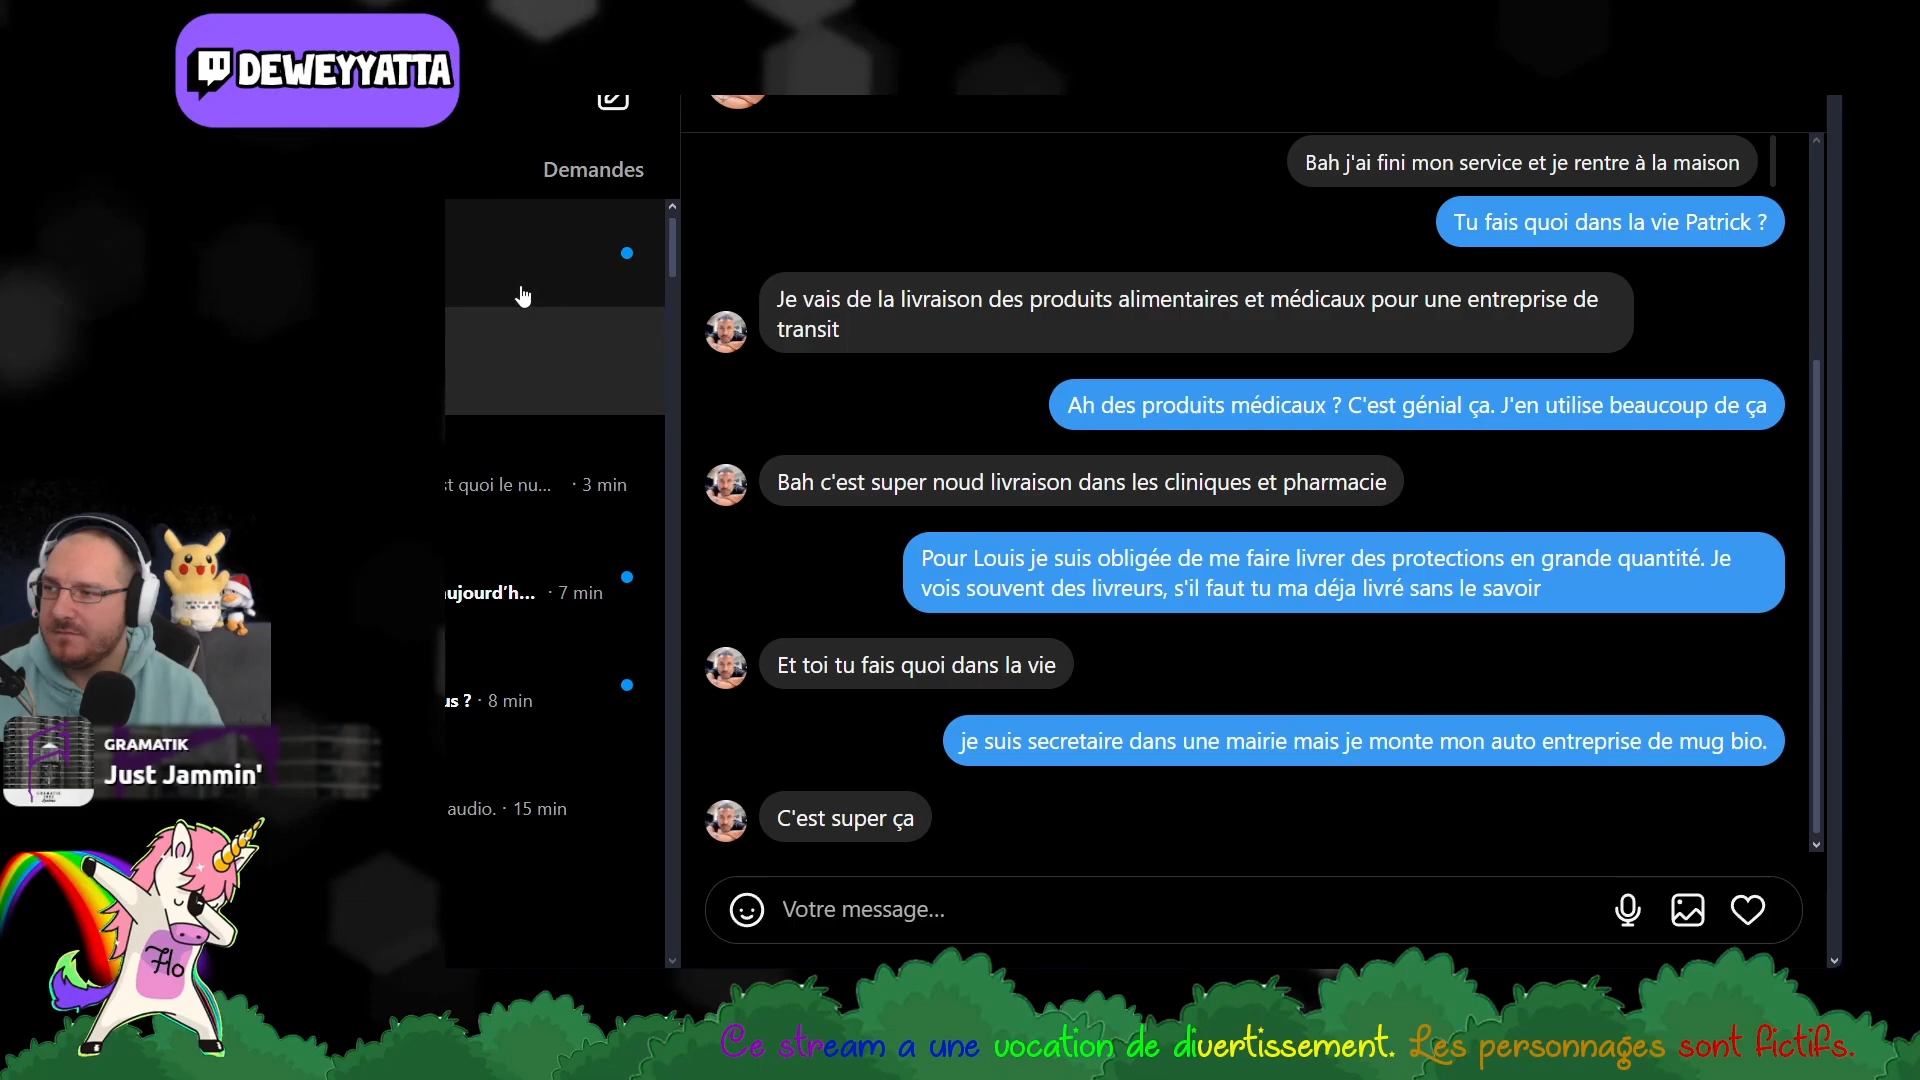 DEWEYYATTA
Demandes
Bah j'ai fini mon service et je rentre à la maison
Tu fais quoi dans la vie Patrick ?
Je vais de la livraison des produits alimentaires et médicaux pour une entreprise de
transit
Ah des produits médicaux ? C'est génial ça. J'en utilise beaucoup de ça
Bah c'est super noud livraison dans les cliniques et pharmacie
Pour Louis je suis obligée de me faire livrer des protections en grande quantité. Je
vois souvent des livreurs, s'il faut tu ma déja livré sans le savoir
Et toi tu fais quoi dans la vie
je suis secretaire dans une mairie mais je monte mon auto entreprise de mug bio.
C'est super ça
Votre message...
st quoi le nu... · 3 min
ujourd'h... · 7 min
us ? · 8 min
audio. · 15 min
GRAMATIK
Just Jammin'
Flo
Ce stream a une vocation de divertissement. Les personnages sont fictifs.